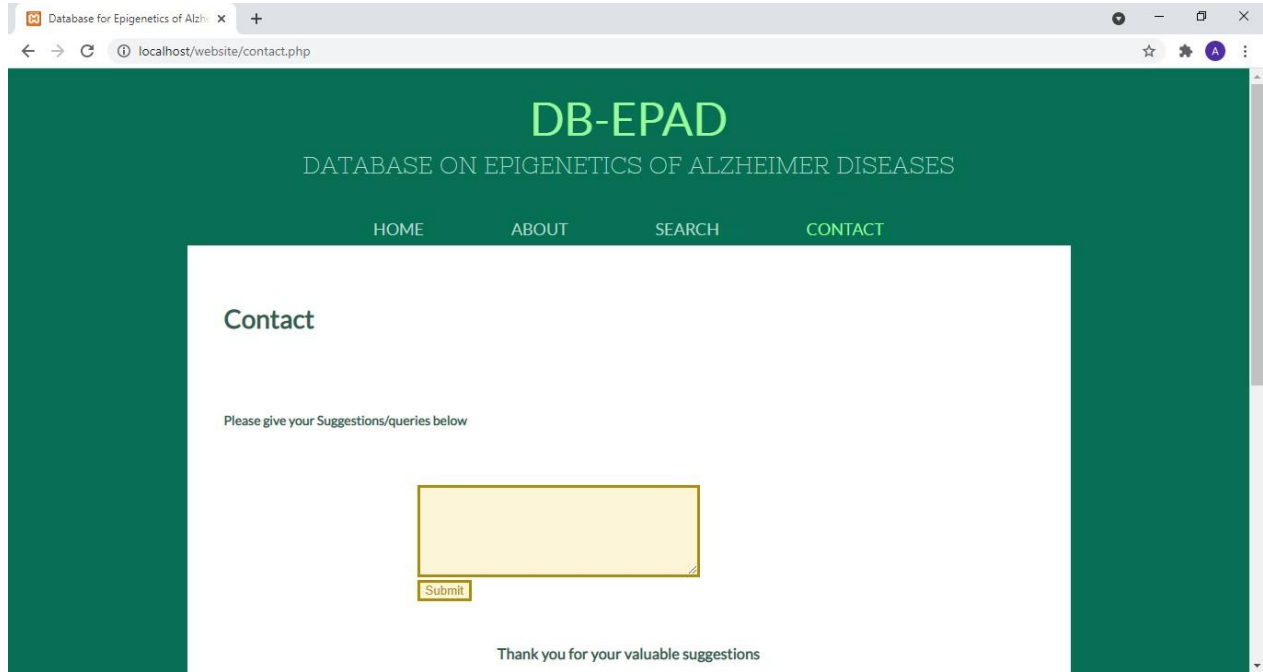 Database for Epigenetics of Alzh
localhost/website/contact.php
A
DB-EPAD
DATABASE ON EPIGENETICS OF ALZHEIMER DISEASES
HOME ABOUT SEARCH CONTACT
Contact
Please give your Suggestions/queries below
Submit
Thank you for your valuable suggestions